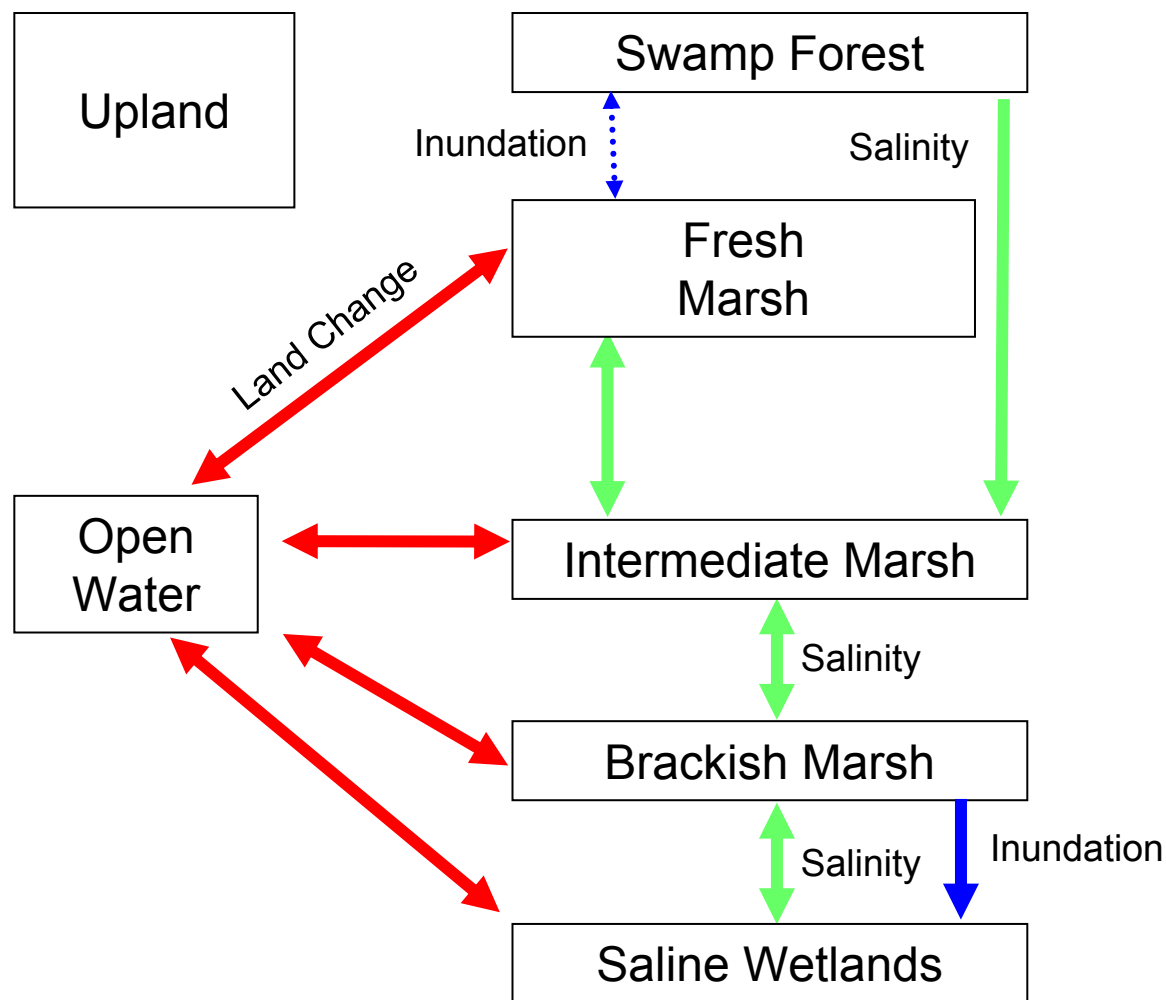 Upland
Swamp Forest
Inundation
Salinity
Fresh
Marsh
Land Change
Open
Water
Intermediate Marsh
Salinity
Brackish Marsh
Salinity
Inundation
Saline Wetlands